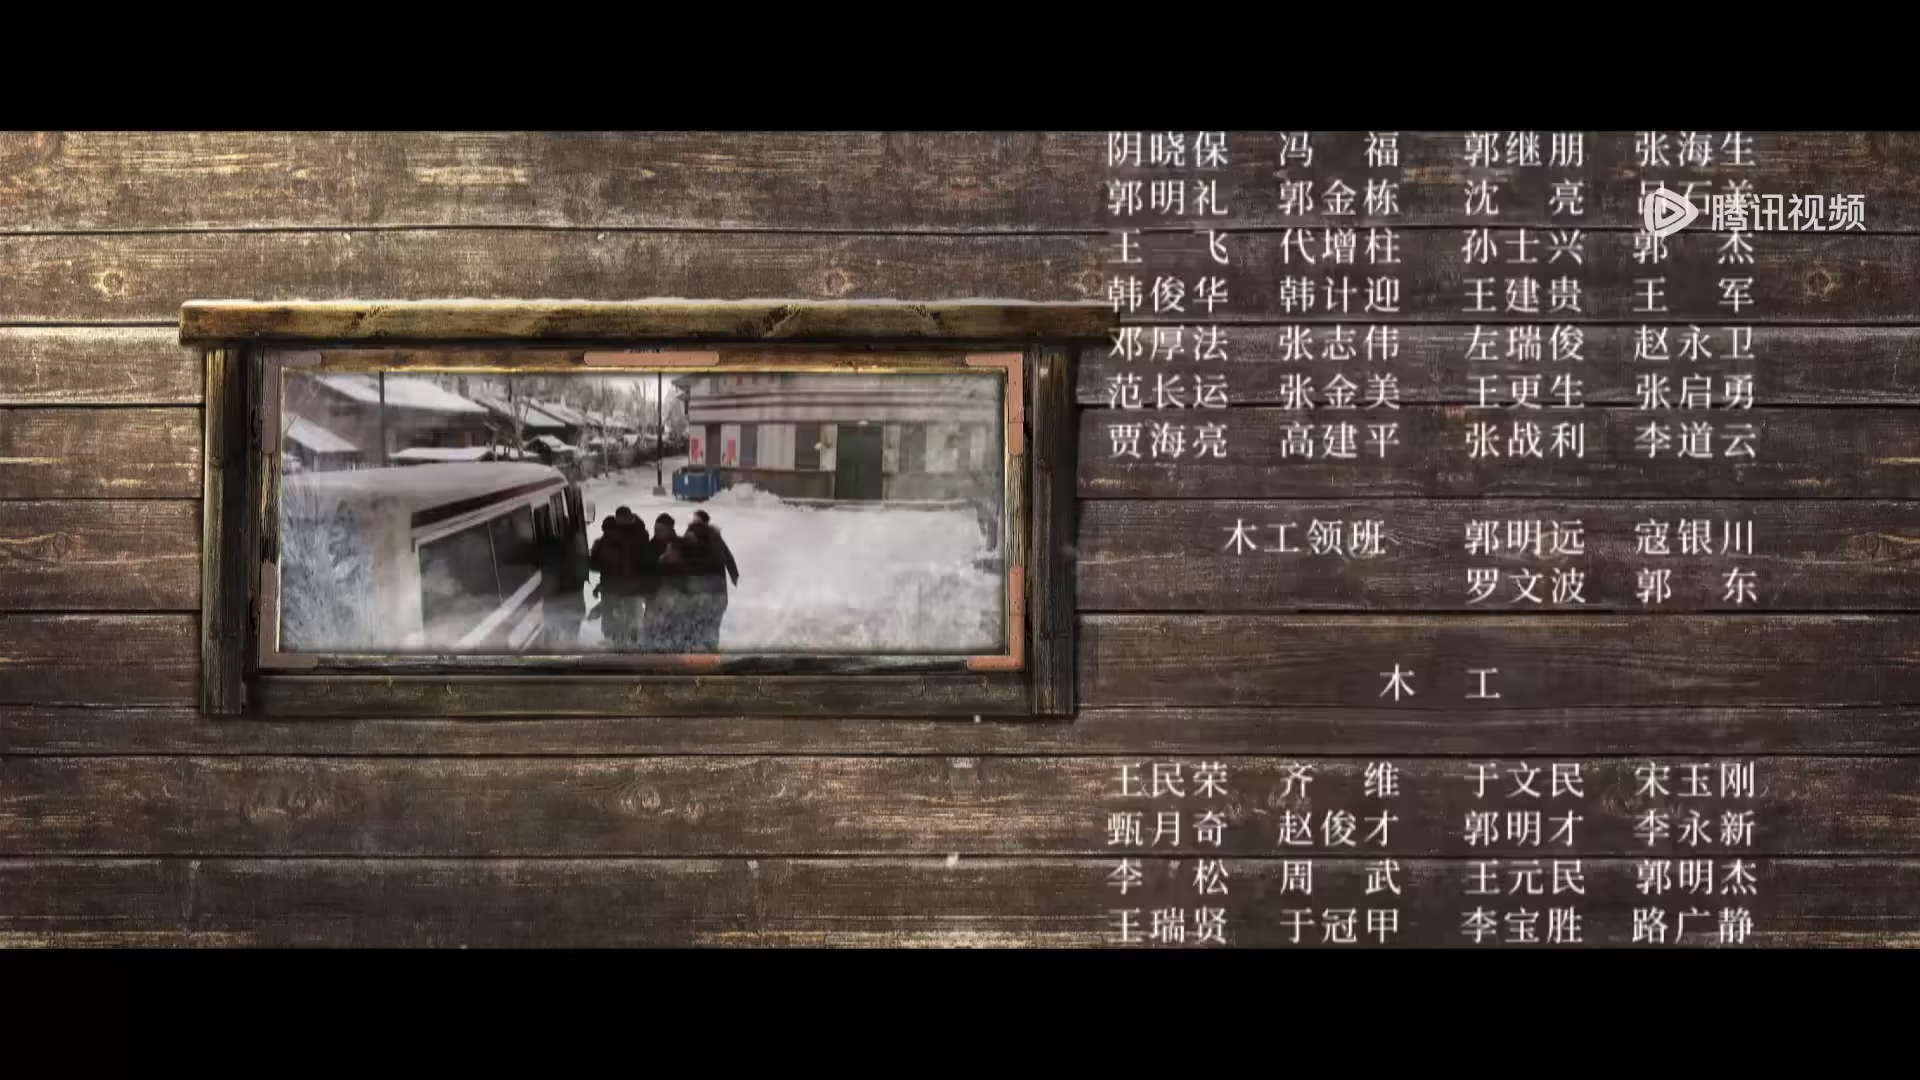 阴晓保 冯 福 郭继朋 张海生
郭明礼 郭金栋 沈 亮
腾讯视频
王 飞 代增柱 孙士兴 郭 杰
韩俊华 韩计迎 王建贵 王 军
邓厚法 张志伟 左瑞俊 赵永卫
范长运 张金美 王更生 张启勇
贾海亮 高建平 张战利 李道云
木工领班 郭明远 寇银川
罗文波 郭 东
木 工
王民荣 齐 维 于文民 宋玉刚
甄月奇 赵俊才 郭明才 李永新
李 松 周 武 王元民 郭明杰
王瑞贤 于冠甲 李宝胜 路广静